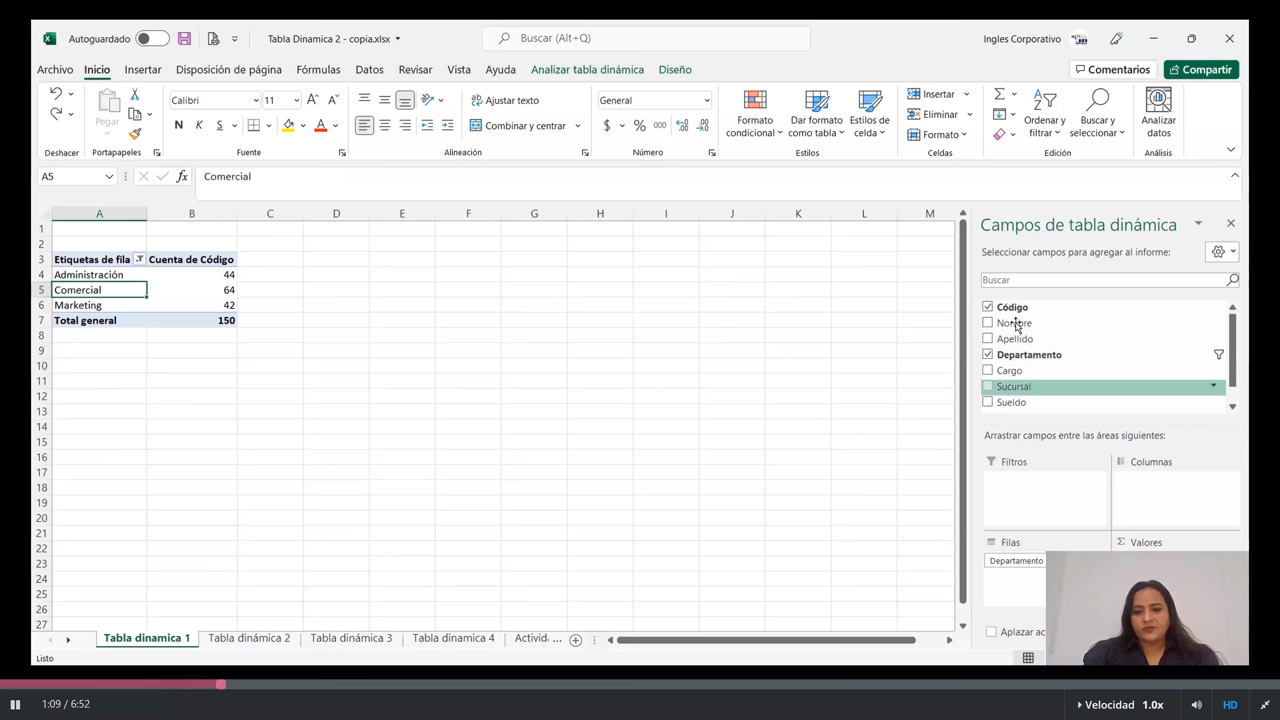 Autoguardado
Tabla Dinamica 2 - copia.xlsx
Buscar (Alt+Q)
Ingles Corporativo
Archivo Inicio Insertar Disposición de página Fórmulas Datos Revisar Vista Ayuda Analizar tabla dinámica Diseño
Comentarios Compartir
Pegar
Calibri 11
N K S
Ajustar texto
Combinar y centrar
General
$ % 000
Formato condicional
Dar formato como tabla
Estilos de celda
Insertar
Eliminar
Formato
Ordenar y filtrar
Buscar y seleccionar
Analizar datos
Deshacer Portapapeles Fuente Alineación Número Estilos Celdas Edición Análisis
A5 fx Comercial
A B C D E F G H I J K L M
1
2
3 Etiquetas de fila Cuenta de Código
4 Administración 44
5 Comercial 64
6 Marketing 42
7 Total general 150
8
9
10
11
12
13
14
15
16
17
18
19
20
21
22
23
24
25
26
27
Campos de tabla dinámica
Seleccionar campos para agregar al informe:
Buscar
Código
Nombre
Apellido
Departamento
Cargo
Sucursal
Sueldo
Arrastrar campos entre las áreas siguientes:
Filtros Columnas
Filas Valores
Departamento
Aplazar ac
Tabla dinamica 1 Tabla dinámica 2 Tabla dinámica 3 Tabla dinamica 4 Activid ...
Listo
1:09 / 6:52
Velocidad 1.0x
HD